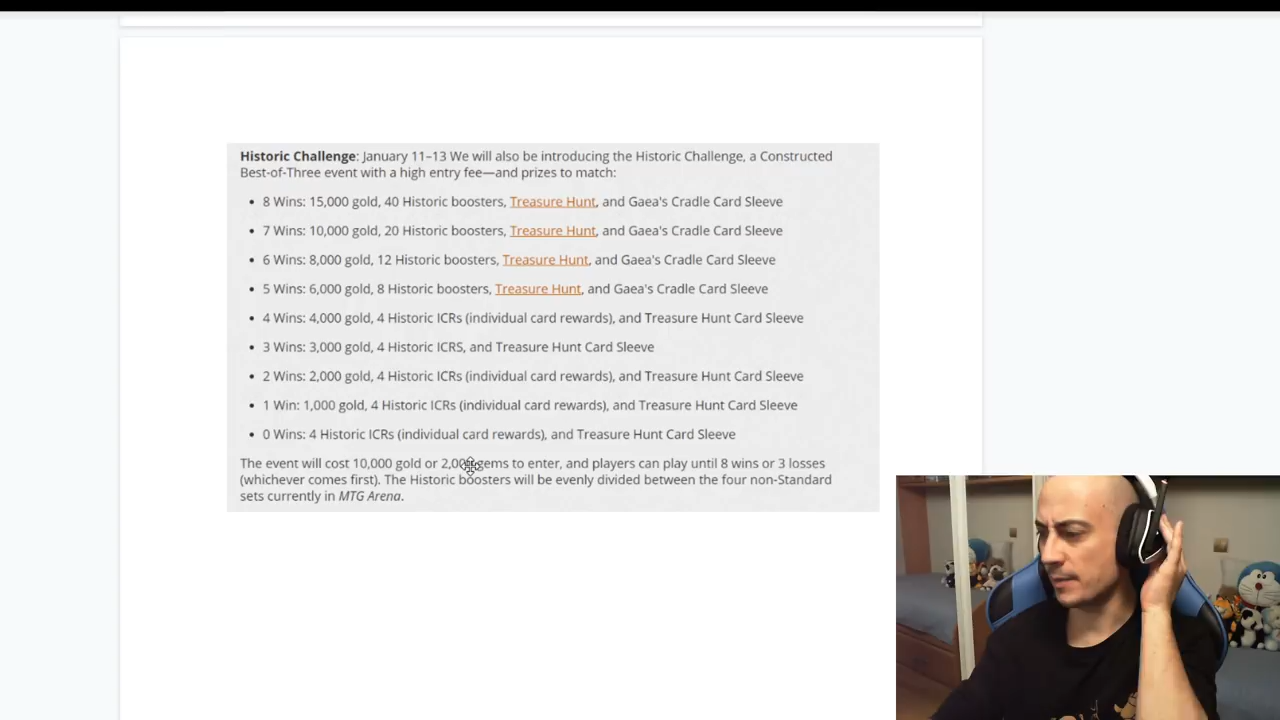 Historic Challenge: January 11–13 We will also be introducing the Historic Challenge, a Constructed
Best-of-Three event with a high entry fee—and prizes to match:
• 8 Wins: 15,000 gold, 40 Historic boosters, Treasure Hunt, and Gaea's Cradle Card Sleeve
• 7 Wins: 10,000 gold, 20 Historic boosters, Treasure Hunt, and Gaea's Cradle Card Sleeve
• 6 Wins: 8,000 gold, 12 Historic boosters, Treasure Hunt, and Gaea's Cradle Card Sleeve
• 5 Wins: 6,000 gold, 8 Historic boosters, Treasure Hunt, and Gaea's Cradle Card Sleeve
• 4 Wins: 4,000 gold, 4 Historic ICRs (individual card rewards), and Treasure Hunt Card Sleeve
• 3 Wins: 3,000 gold, 4 Historic ICRS, and Treasure Hunt Card Sleeve
• 2 Wins: 2,000 gold, 4 Historic ICRs (individual card rewards), and Treasure Hunt Card Sleeve
• 1 Win: 1,000 gold, 4 Historic ICRs (individual card rewards), and Treasure Hunt Card Sleeve
• 0 Wins: 4 Historic ICRs (individual card rewards), and Treasure Hunt Card Sleeve
The event will cost 10,000 gold or 2,000 gems to enter, and players can play until 8 wins or 3 losses
(whichever comes first). The Historic boosters will be evenly divided between the four non-Standard
sets currently in MTG Arena.